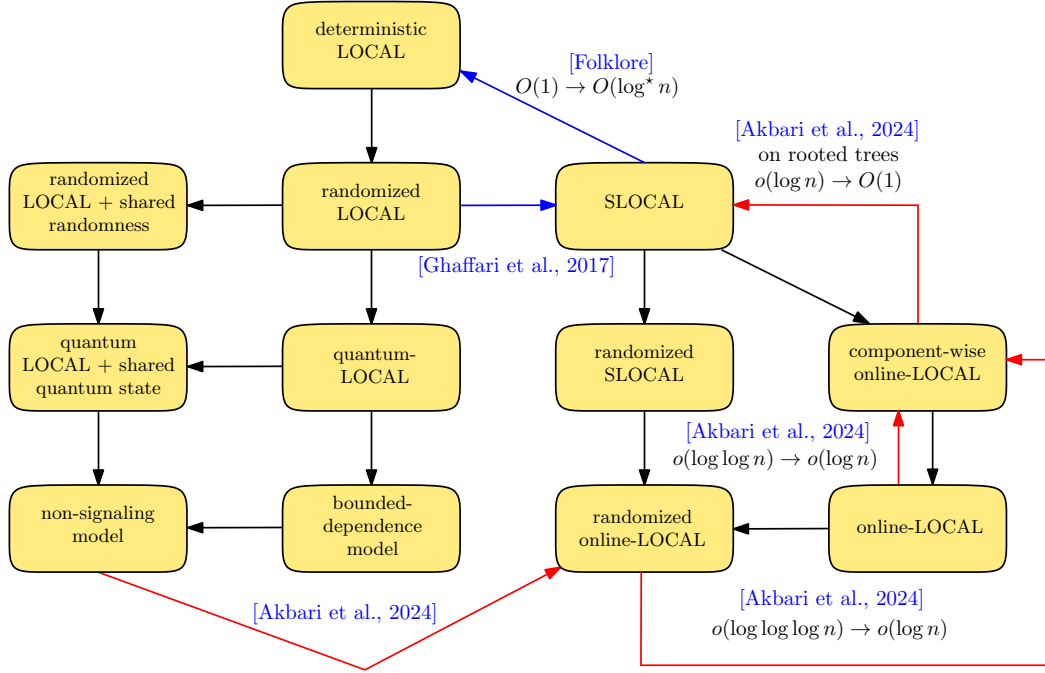 deterministic
LOCAL
[Folklore]
O(1) → O(log⋆ n)
[Akbari et al., 2024]
on rooted trees
o(log n) → O(1)
randomized
LOCAL + shared
randomness
randomized
LOCAL
SLOCAL
[Ghaffari et al., 2017]
quantum
LOCAL + shared
quantum state
quantum-
LOCAL
randomized
SLOCAL
component-wise
online-LOCAL
[Akbari et al., 2024]
o(log log n) → o(log n)
non-signaling
model
bounded-
dependence
model
randomized
online-LOCAL
online-LOCAL
[Akbari et al., 2024]
[Akbari et al., 2024]
o(log log log n) → o(log n)